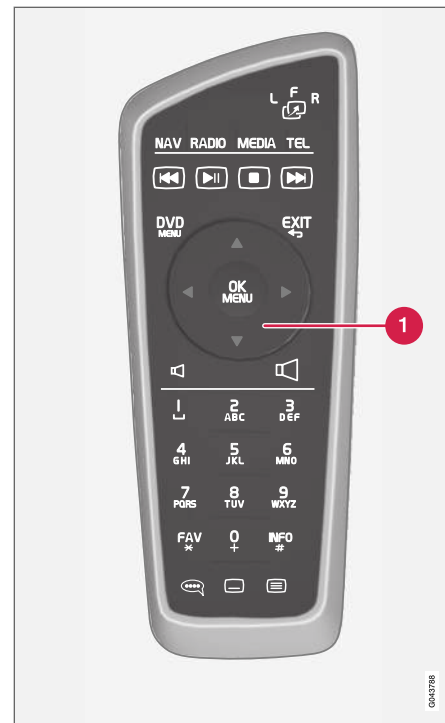 L F R
NAV RADIO MEDIA TEL
DVD EXIT
MENU
OK
MENU
1
1 2 3
ABC DEF
4 5 6
GHI JKL MNO
7 8 9
PQRS TUV WXYZ
FAV 0 INFO
* + #
G043788